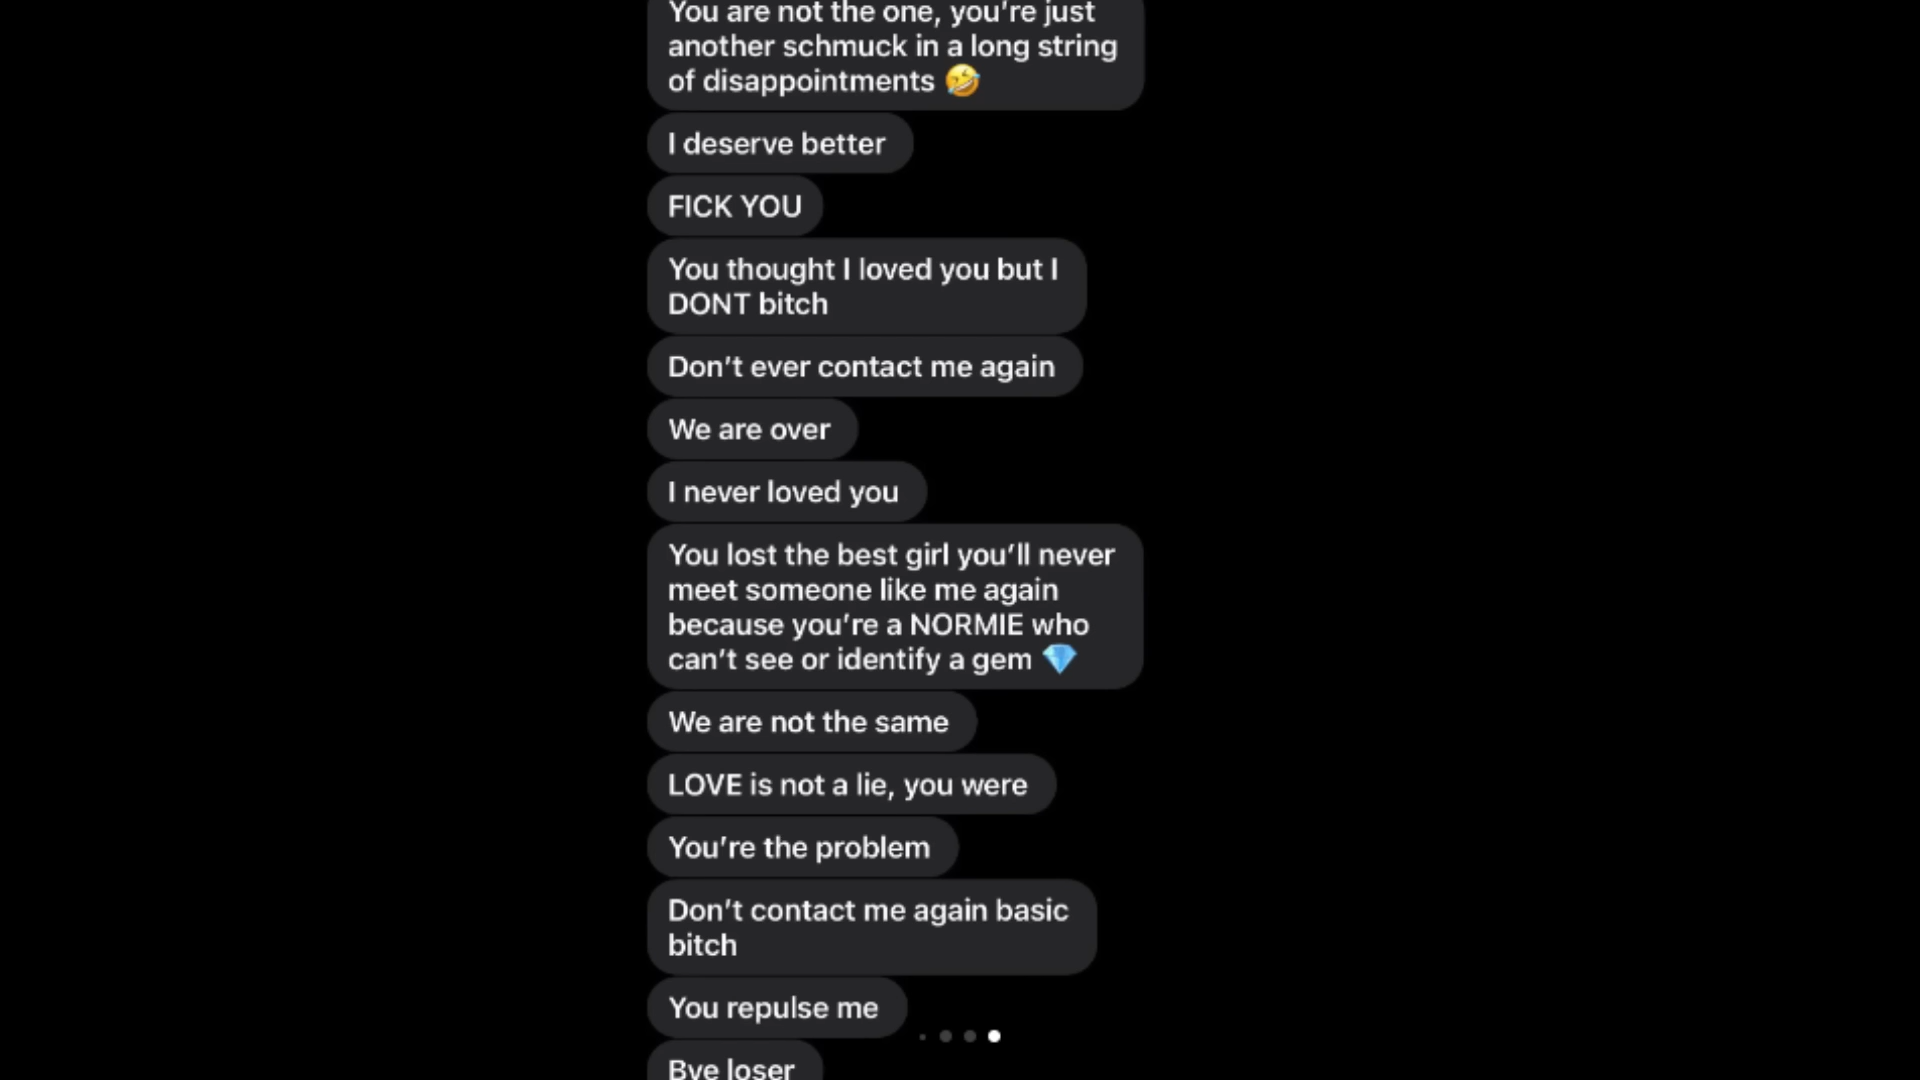 You are not the one, you're just
another schmuck in a long string
of disappointments 🤣
I deserve better
FICK YOU
You thought I loved you but I
DONT bitch
Don't ever contact me again
We are over
I never loved you
You lost the best girl you'll never
meet someone like me again
because you're a NORMIE who
can't see or identify a gem 💎
We are not the same
LOVE is not a lie, you were
You're the problem
Don't contact me again basic
bitch
You repulse me
Bye loser